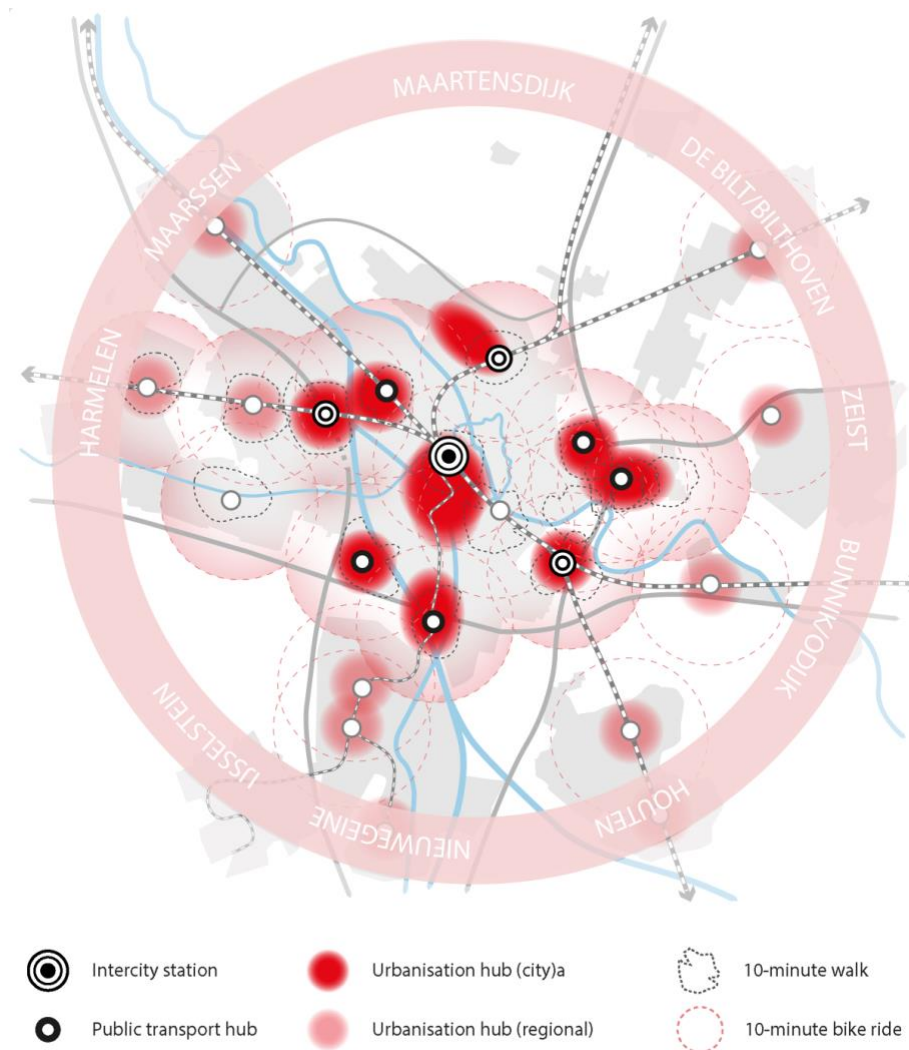 MAARTENSDIJK
DE BILT/BILTHOVEN
MAARSSEN
HARMELEN
ZEIST
BUNNIK/ODIJK
IJSSELSTEIN
NIEUWEGEINE
HOUTEN
Intercity station
Urbanisation hub (city)a
10-minute walk
Public transport hub
Urbanisation hub (regional)
10-minute bike ride